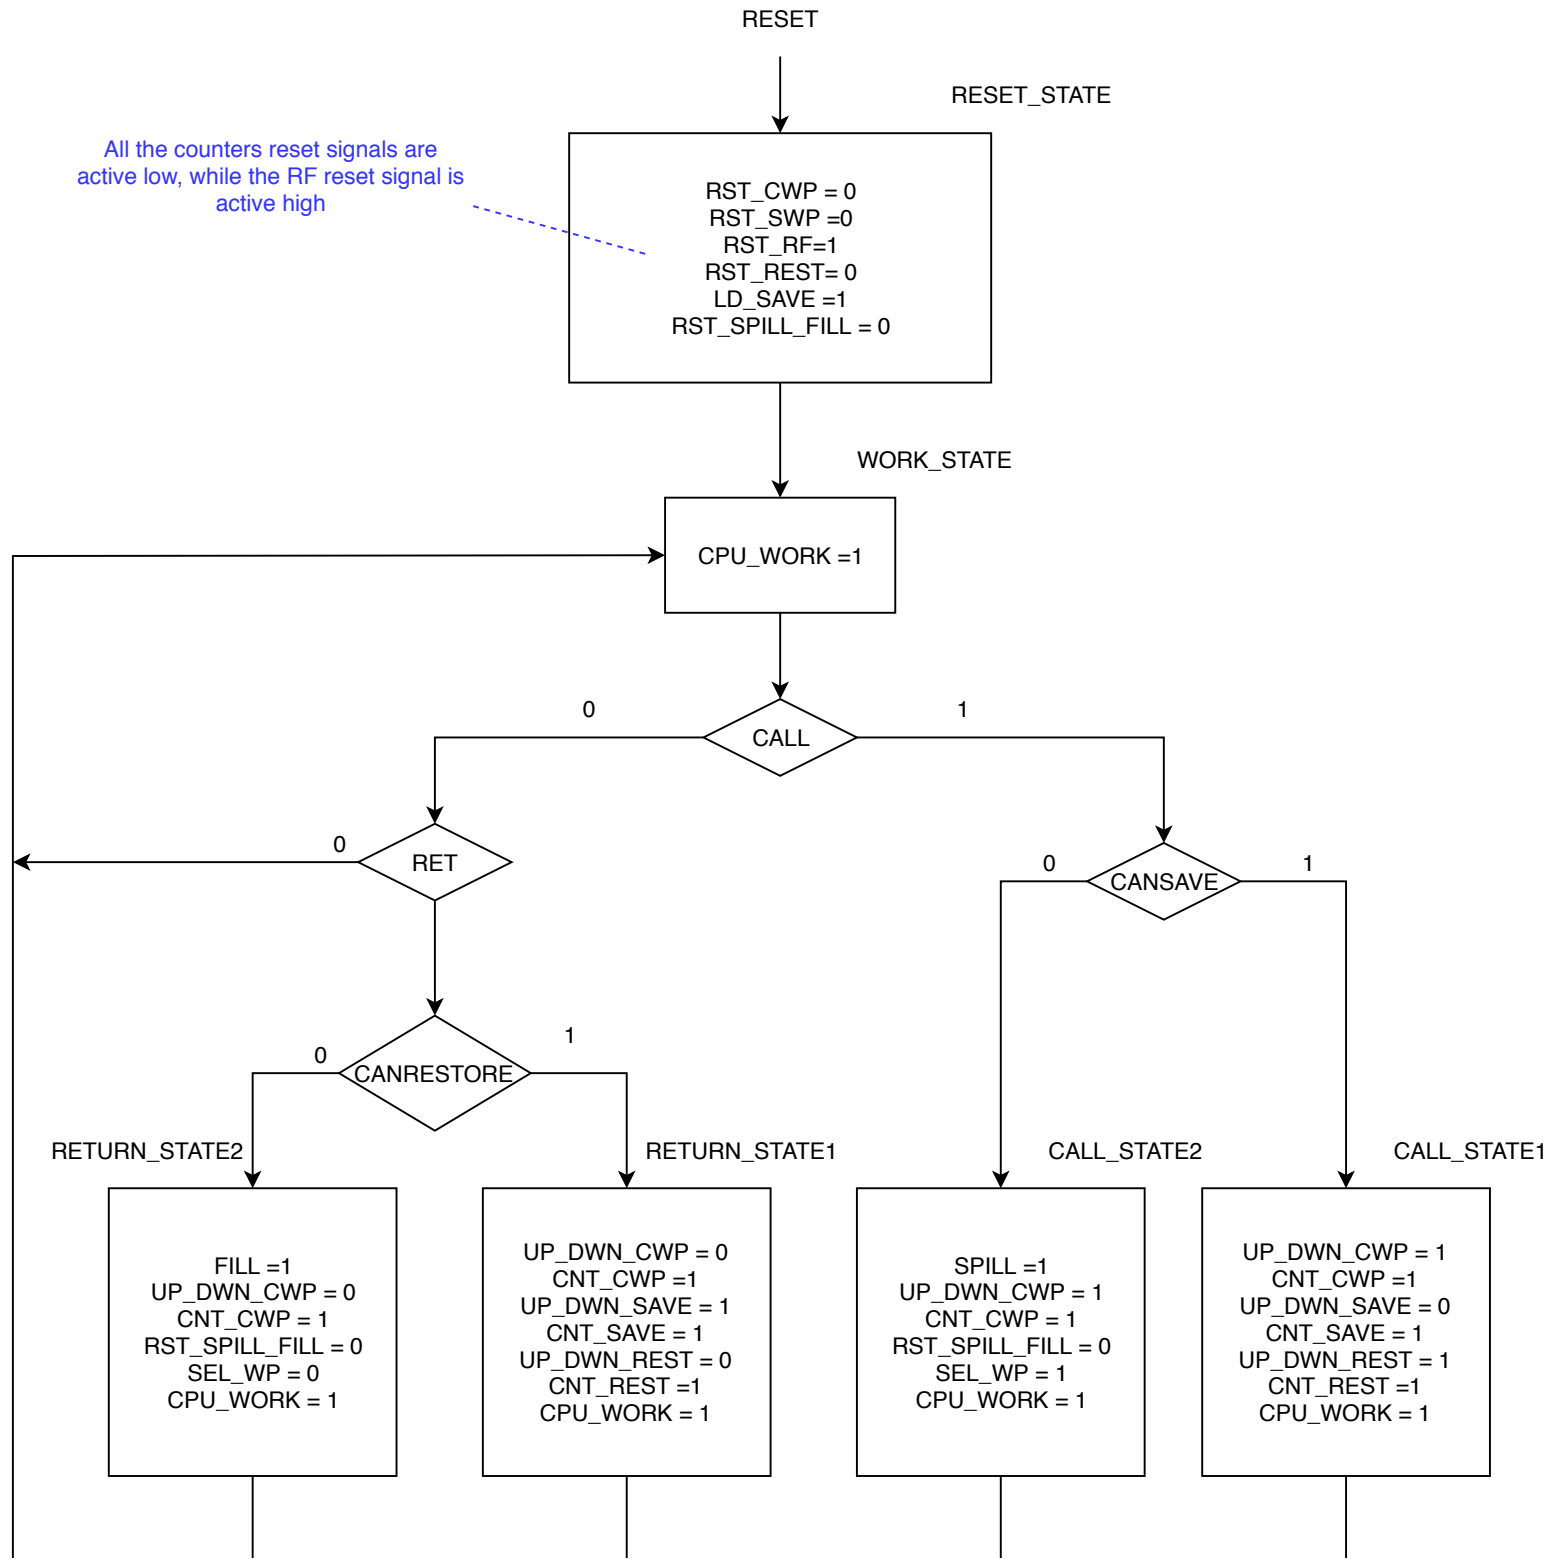 RESET
RESET_STATE
All the counters reset signals are
active low, while the RF reset signal is
active high
RST_CWP = 0
RST_SWP =0
RST_RF=1
RST_REST= 0
LD_SAVE =1
RST_SPILL_FILL = 0
WORK_STATE
CPU_WORK =1
0
1
CALL
0
RET
0
1
CANSAVE
0
1
CANRESTORE
RETURN_STATE2
RETURN_STATE1
CALL_STATE2
CALL_STATE1
FILL =1
UP_DWN_CWP = 0
CNT_CWP = 1
RST_SPILL_FILL = 0
SEL_WP = 0
CPU_WORK = 1
UP_DWN_CWP = 0
CNT_CWP =1
UP_DWN_SAVE = 1
CNT_SAVE = 1
UP_DWN_REST = 0
CNT_REST =1
CPU_WORK = 1
SPILL =1
UP_DWN_CWP = 1
CNT_CWP = 1
RST_SPILL_FILL = 0
SEL_WP = 1
CPU_WORK = 1
UP_DWN_CWP = 1
CNT_CWP =1
UP_DWN_SAVE = 0
CNT_SAVE = 1
UP_DWN_REST = 1
CNT_REST =1
CPU_WORK = 1